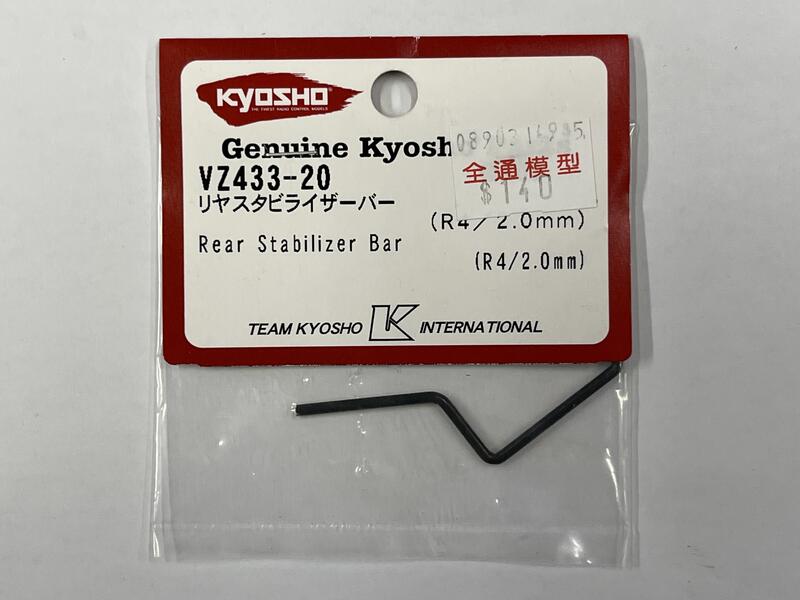 KYOSHO
THE FINEST RADIO CONTROL MODELS
Genuine Kyosh
0890314945
全通模型
$140
VZ433-20
リヤスタビライザーバー
(R4/2.0mm)
Rear Stabilizer Bar
(R4/2.0mm)
TEAM KYOSHO K INTERNATIONAL